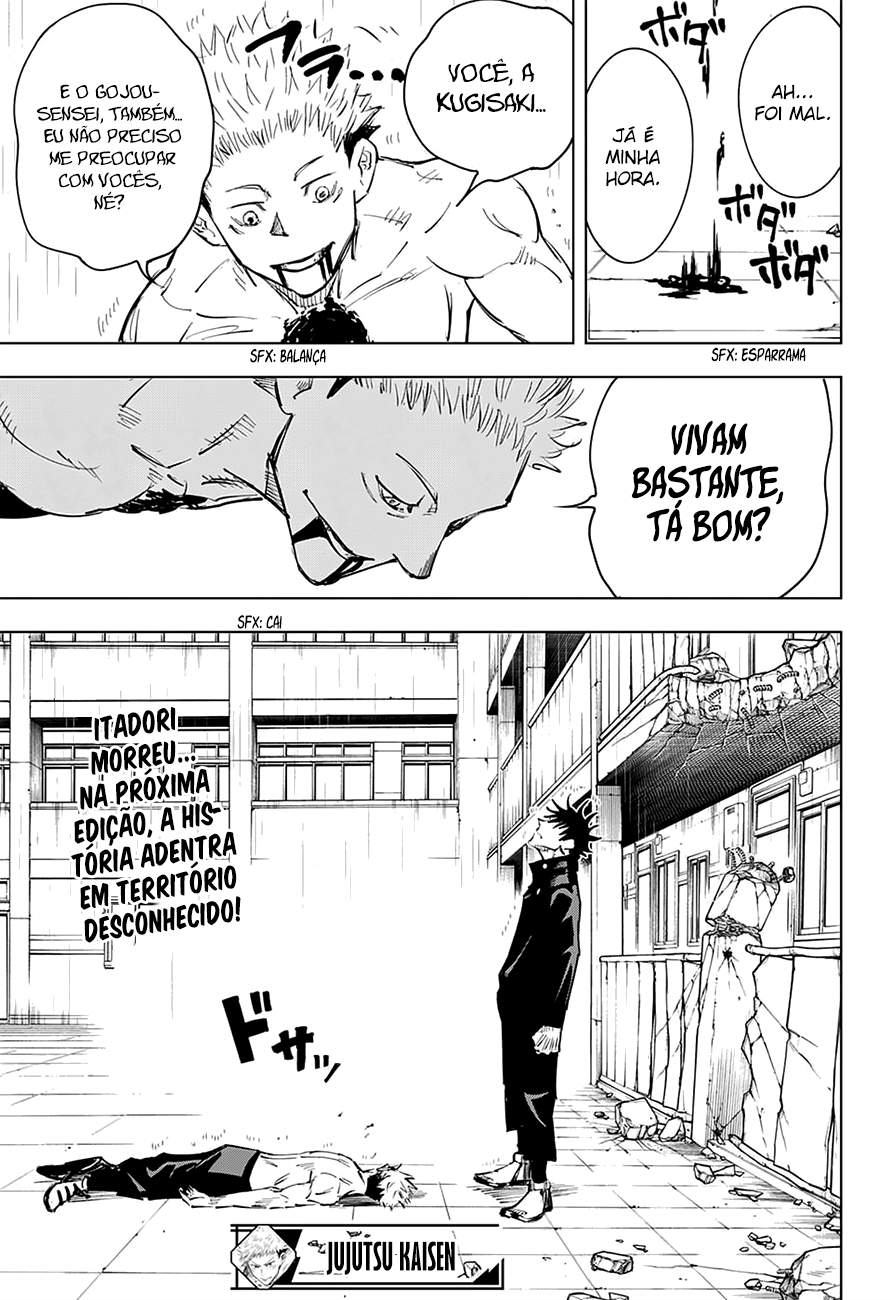 AH...
FOI MAL.
JÁ É
MINHA
HORA.
ボダ
ボダ
ボダ
SFX: ESPARRAMA
VOCÊ, A
KUGISAKI...
E O GOJOU-
SENSEI, TAMBÉM...
EU NÃO PRECISO
ME PREOCUPAR
COM VOCÊS,
NÉ?
SFX: BALANÇA
VIVAM
BASTANTE,
TÁ BOM?
SFX: CAI
ITADORI
MORREU...
NA PRÓXIMA
EDIÇÃO, A HIS-
TÓRIA ADENTRA
EM TERRITÓRIO
DESCONHECIDO!
ドサッ!
JUJUTSU KAISEN